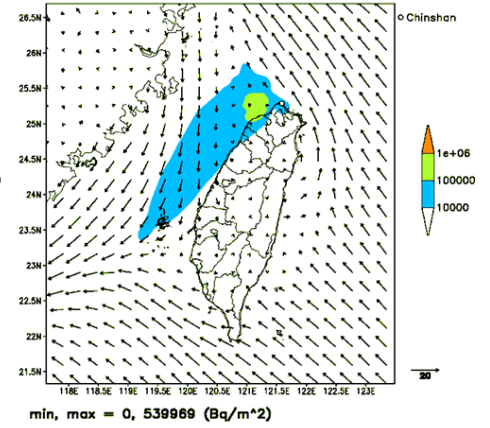 26.5N
Chinshan
26N
25.5N
25N
24.5N
24N
23.5N
23N
22.5N
22N
21.5N
1e+06
100000
10000
118E 118.5E 119E 119.5E 120E 120.5E 121E 121.5E 122E 122.5E 123E
20
min, max = 0, 539969 (Bq/m^2)